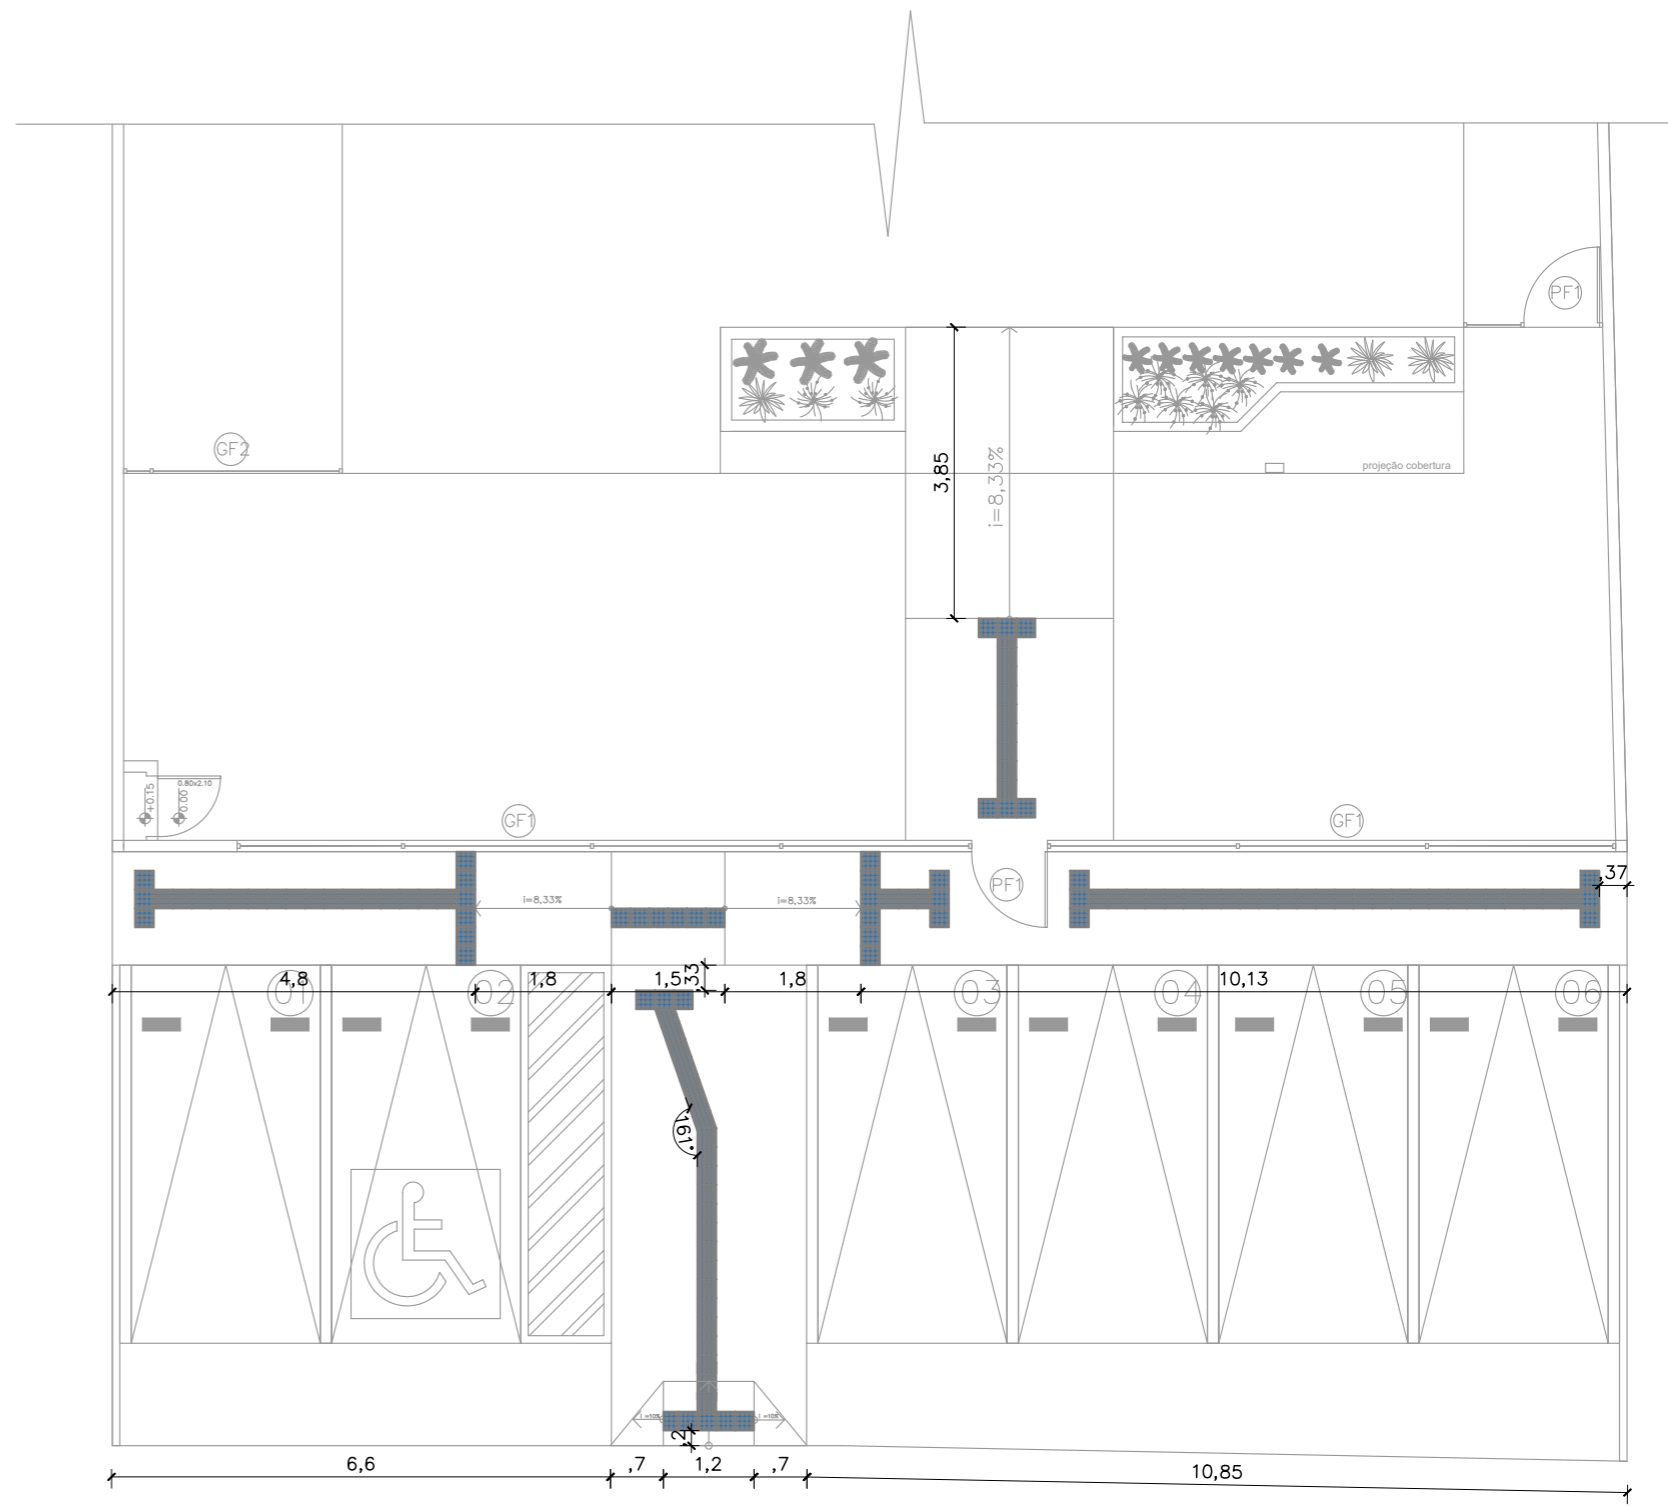 PF1
GF2
3,85
i=8,33%
projeção cobertura
+0.15
0.00
0.80x2.10
GF1
GF1
,37
i=8,33%
i=8,33%
PF1
4,8
1,8
1,5
,33
1,8
10,13
01
02
03
04
05
06
161°
i =10%
i =10%
,2
6,6
,7
1,2
,7
10,85